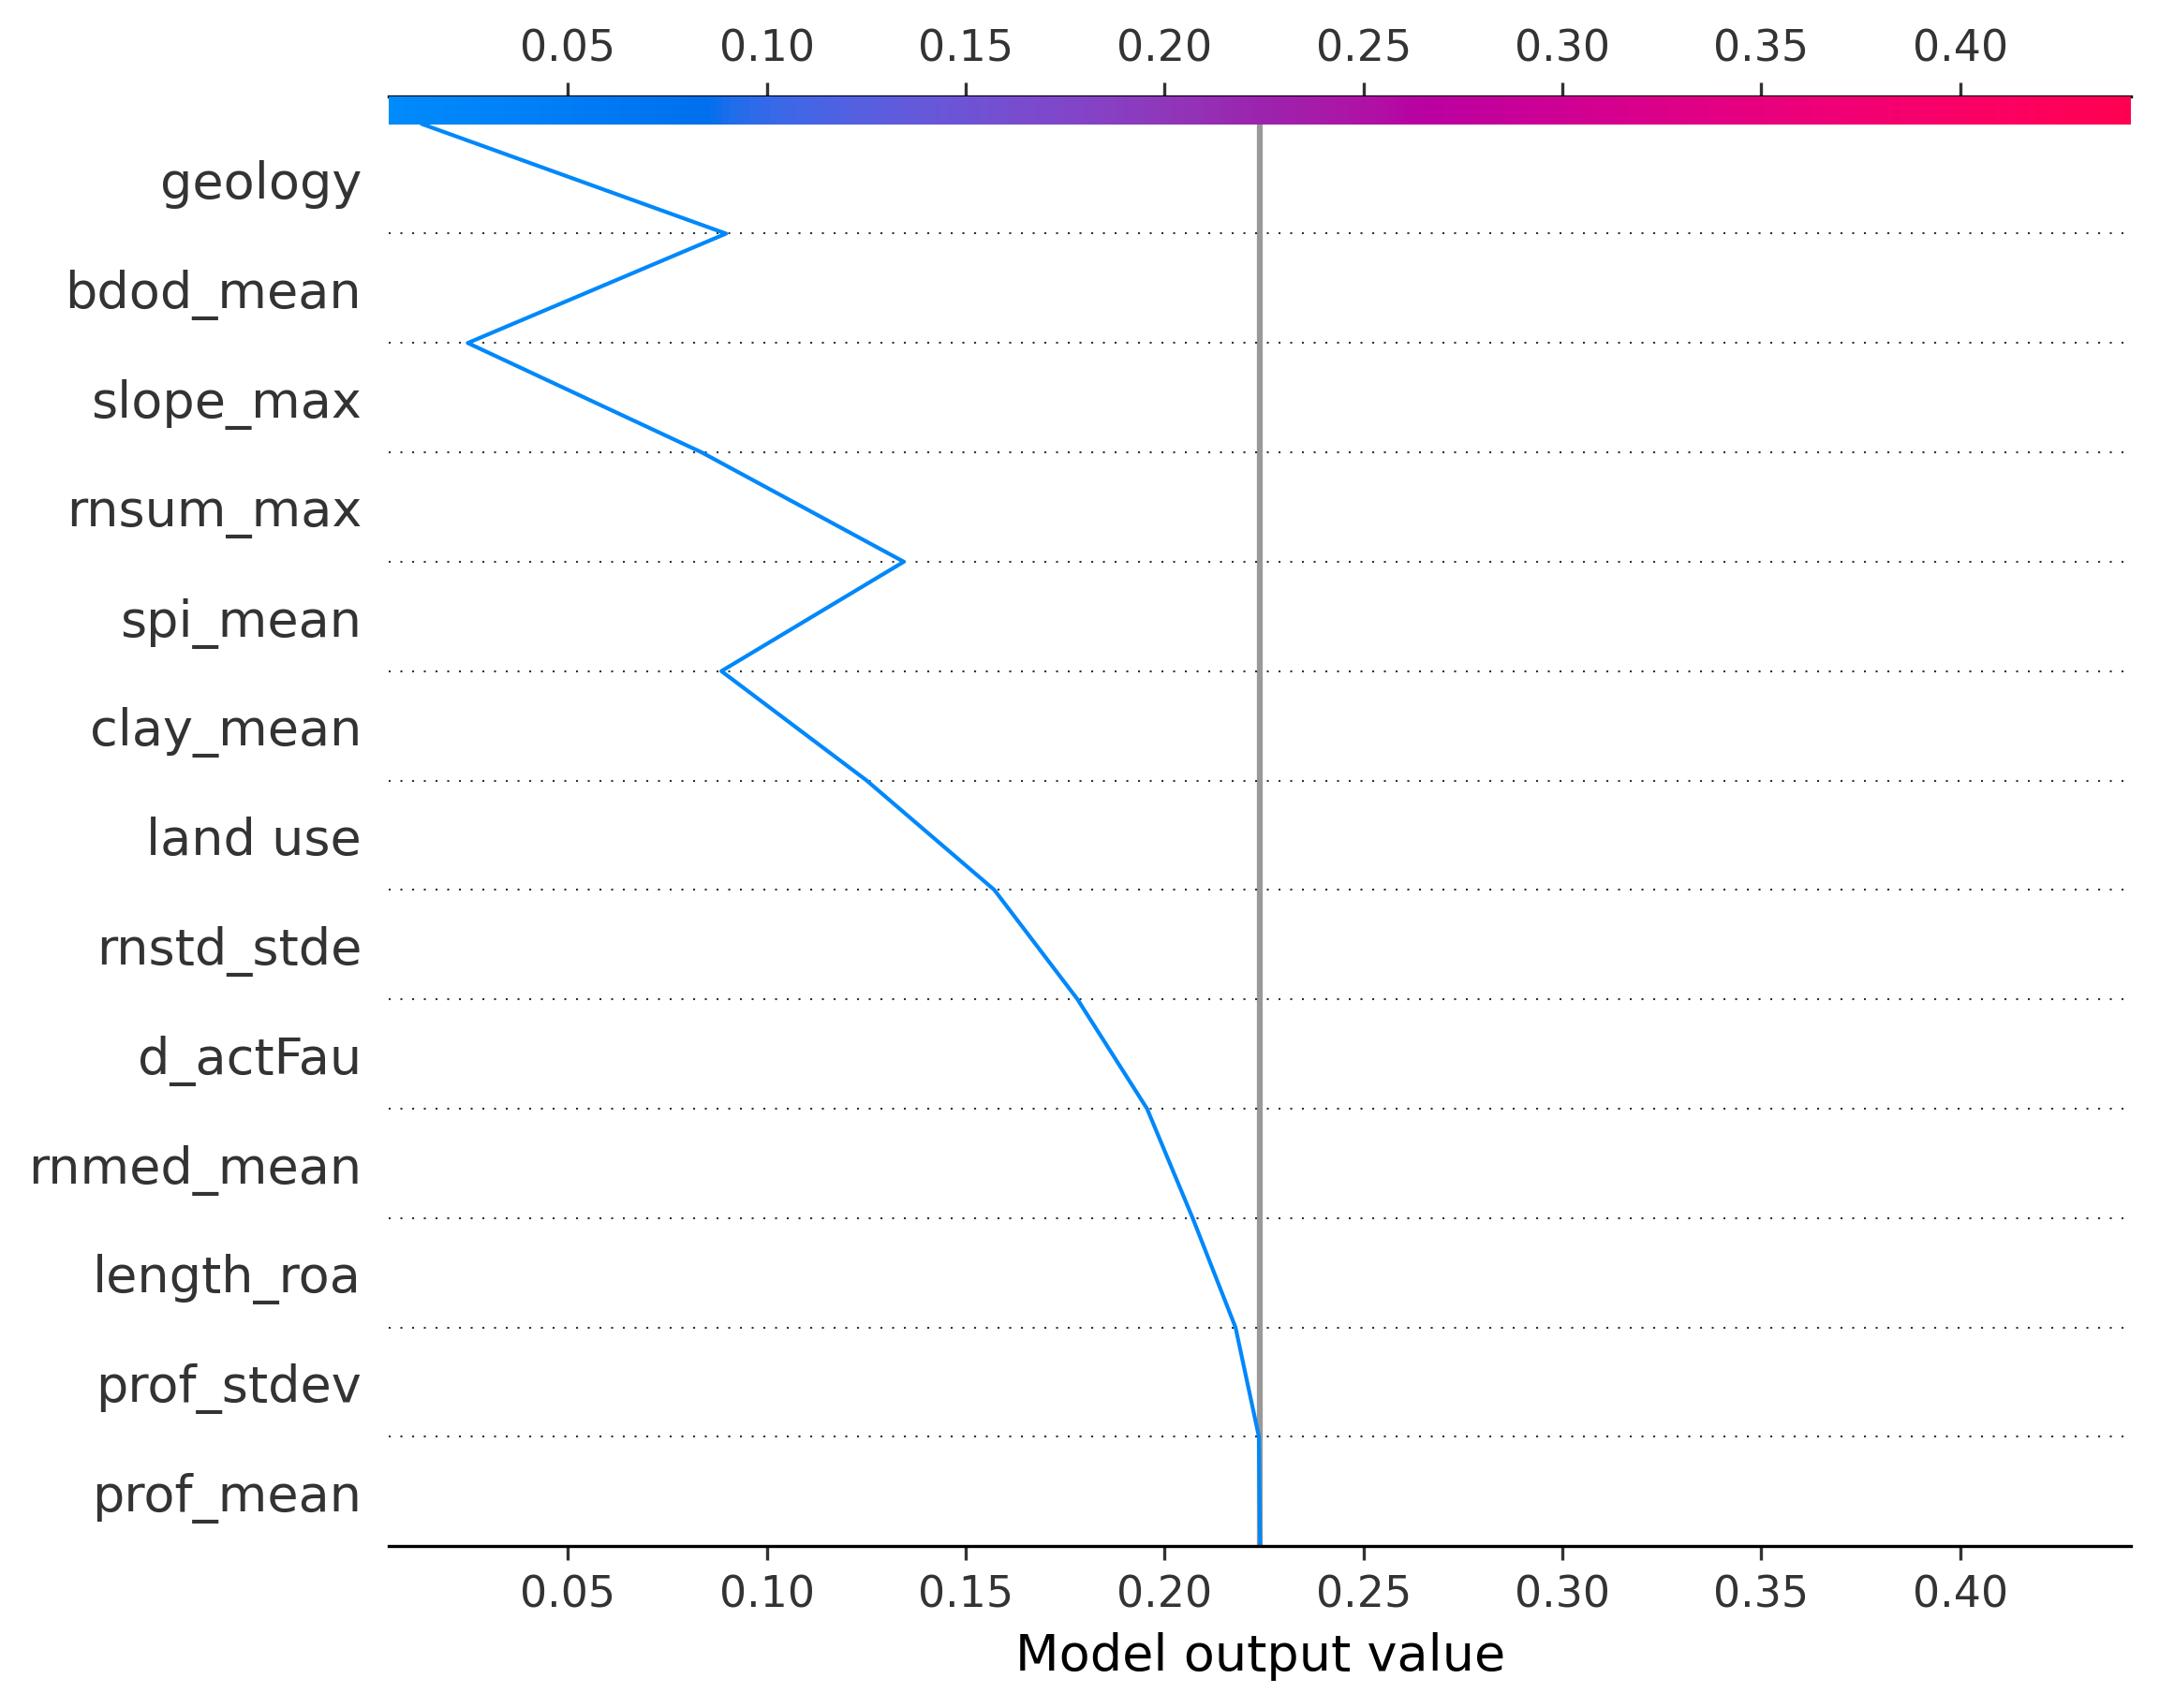 0.05 0.10 0.15 0.20 0.25 0.30 0.35 0.40
geology
bdod_mean
slope_max
rnsum_max
spi_mean
clay_mean
land use
rnstd_stde
d_actFau
rnmed_mean
length_roa
prof_stdev
prof_mean
0.05 0.10 0.15 0.20 0.25 0.30 0.35 0.40
Model output value